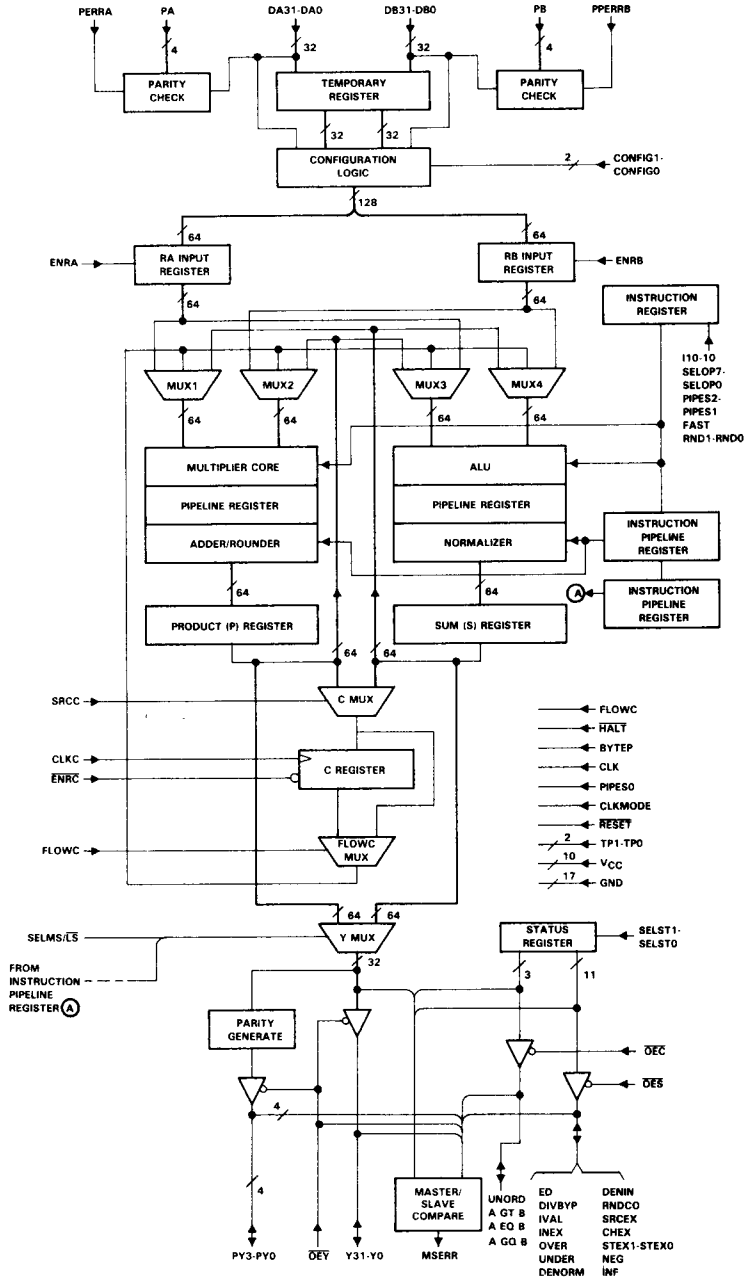 PERRA PA DA31-DA0 DB31-DB0 PB PPERRB
4 32 32 4
PARITY
CHECK
TEMPORARY
REGISTER
PARITY
CHECK
32 32
CONFIGURATION
LOGIC
2 CONFIG1-
CONFIG0
128
64 64
ENRA
RA INPUT
REGISTER
RB INPUT
REGISTER
ENRB
64 64
INSTRUCTION
REGISTER
I10-10
SELOP7-
SELOP0
PIPES2-
PIPES1
FAST
RND1-RND0
MUX1 MUX2 MUX3 MUX4
64 64 64 64
MULTIPLIER CORE
PIPELINE REGISTER
ADDER/ROUNDER
ALU
PIPELINE REGISTER
NORMALIZER
INSTRUCTION
PIPELINE
REGISTER
INSTRUCTION
PIPELINE
REGISTER
A
64 64
PRODUCT (P) REGISTER
SUM (S) REGISTER
64 64
SRCC
C MUX
CLKC
ENRC
C REGISTER
FLOWC
FLOWC
MUX
FLOWC
HALT
BYTEP
CLK
PIPES0
CLKMODE
RESET
2 TP1-TP0
10 VCC
17 GND
64 64
SELMS/LS
Y MUX
32
FROM
INSTRUCTION
PIPELINE
REGISTER A
STATUS
REGISTER
SELST1-
SELST0
3 11
PARITY
GENERATE
OEC
OES
4
4
MASTER/
SLAVE
COMPARE
PY3-PY0 OEY Y31-Y0 MSERR
UNORD
A GT B
A EQ B
A GQ B
ED DENIN
DIVBYP RNDCO
IVAL SRCEX
INEX CHEX
OVER STEX1-STEX0
UNDER NEG
DENORM INF